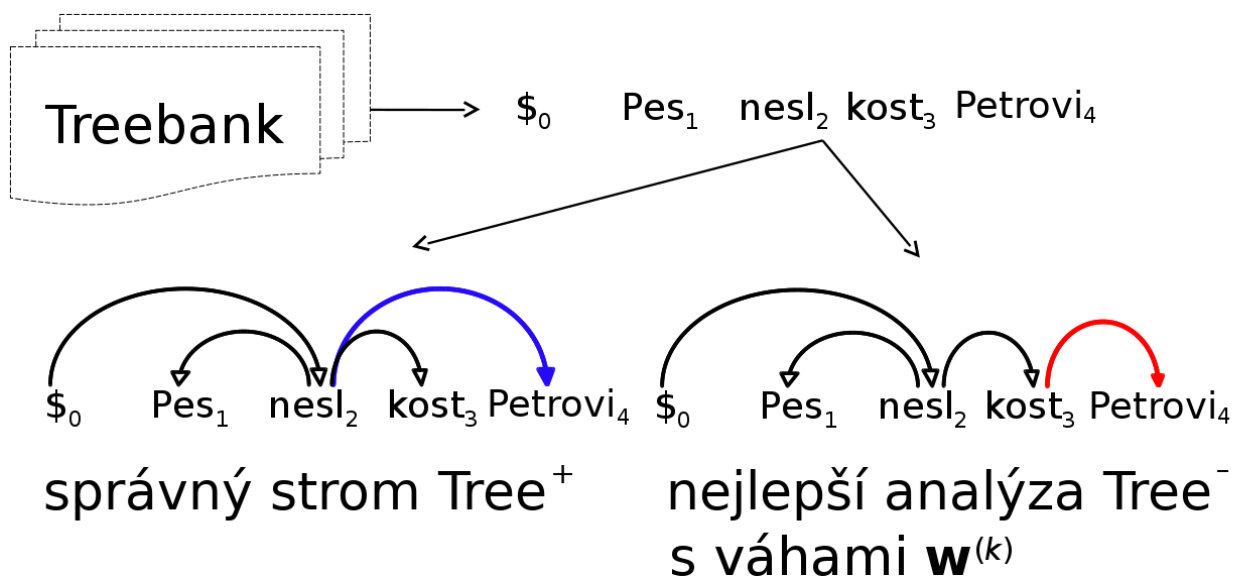 Treebank
$₀ Pes₁ nesl₂ kost₃ Petrovi₄
$₀ Pes₁ nesl₂ kost₃ Petrovi₄
$₀ Pes₁ nesl₂ kost₃ Petrovi₄
správný strom Tree⁺
nejlepší analýza Tree⁻
s váhami w⁽ᵏ⁾